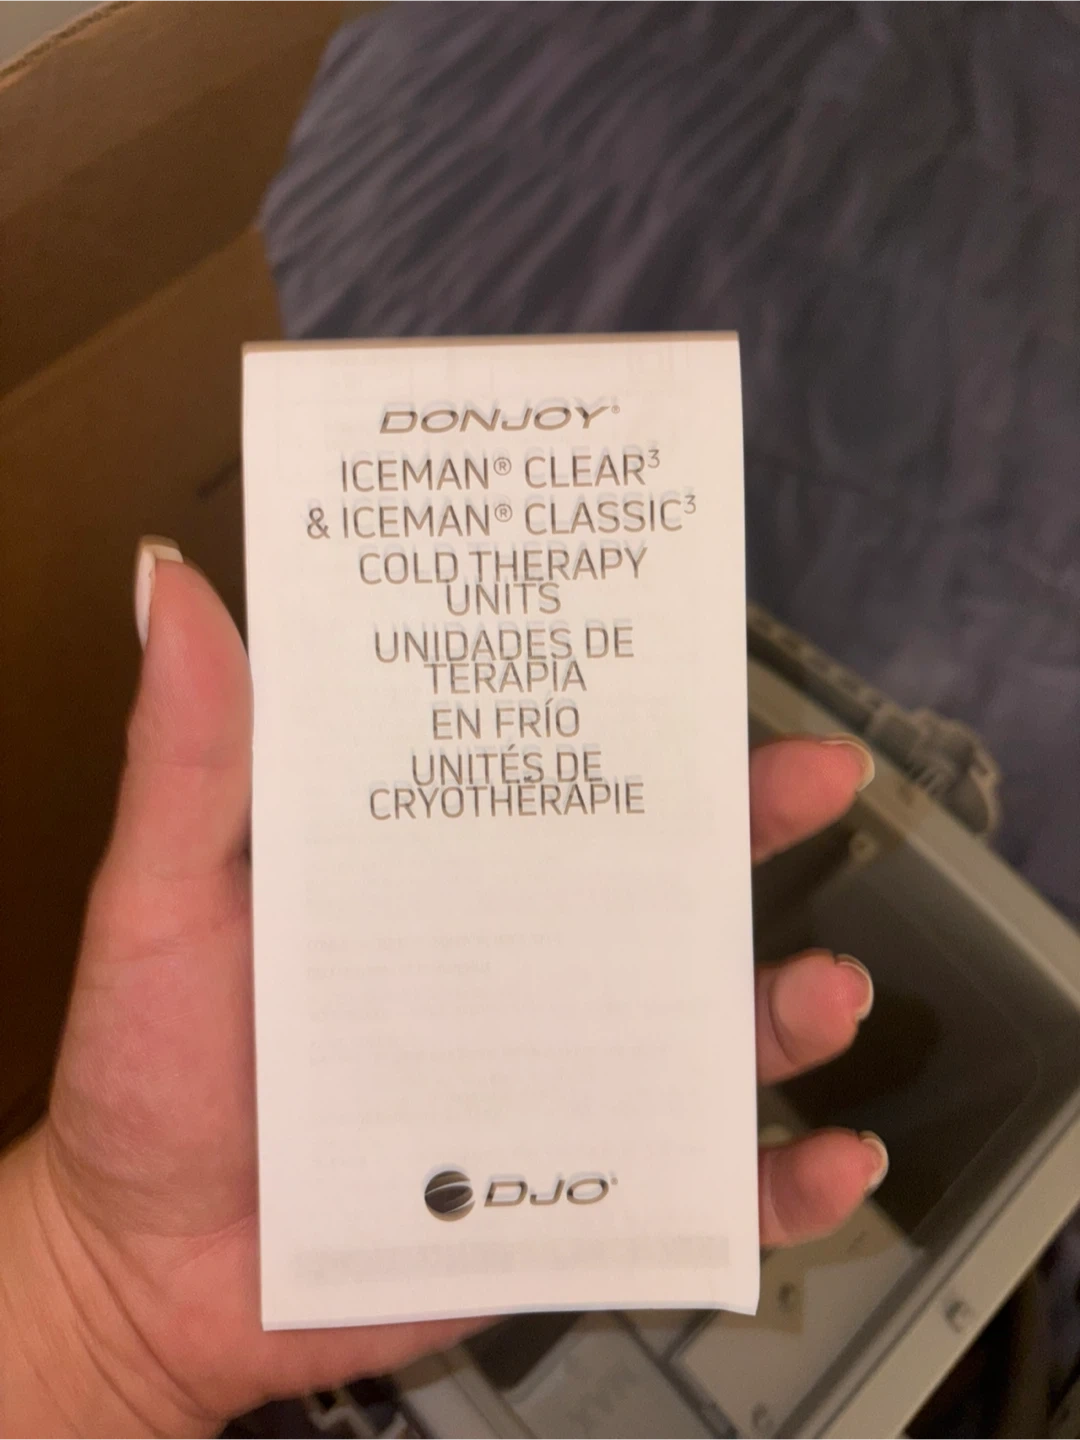 DONJOY®
ICEMAN® CLEAR³
& ICEMAN® CLASSIC³
COLD THERAPY
UNITS
UNIDADES DE
TERAPIA
EN FRÍO
UNITÉS DE
CRYOTHÉRAPIE
DJO®